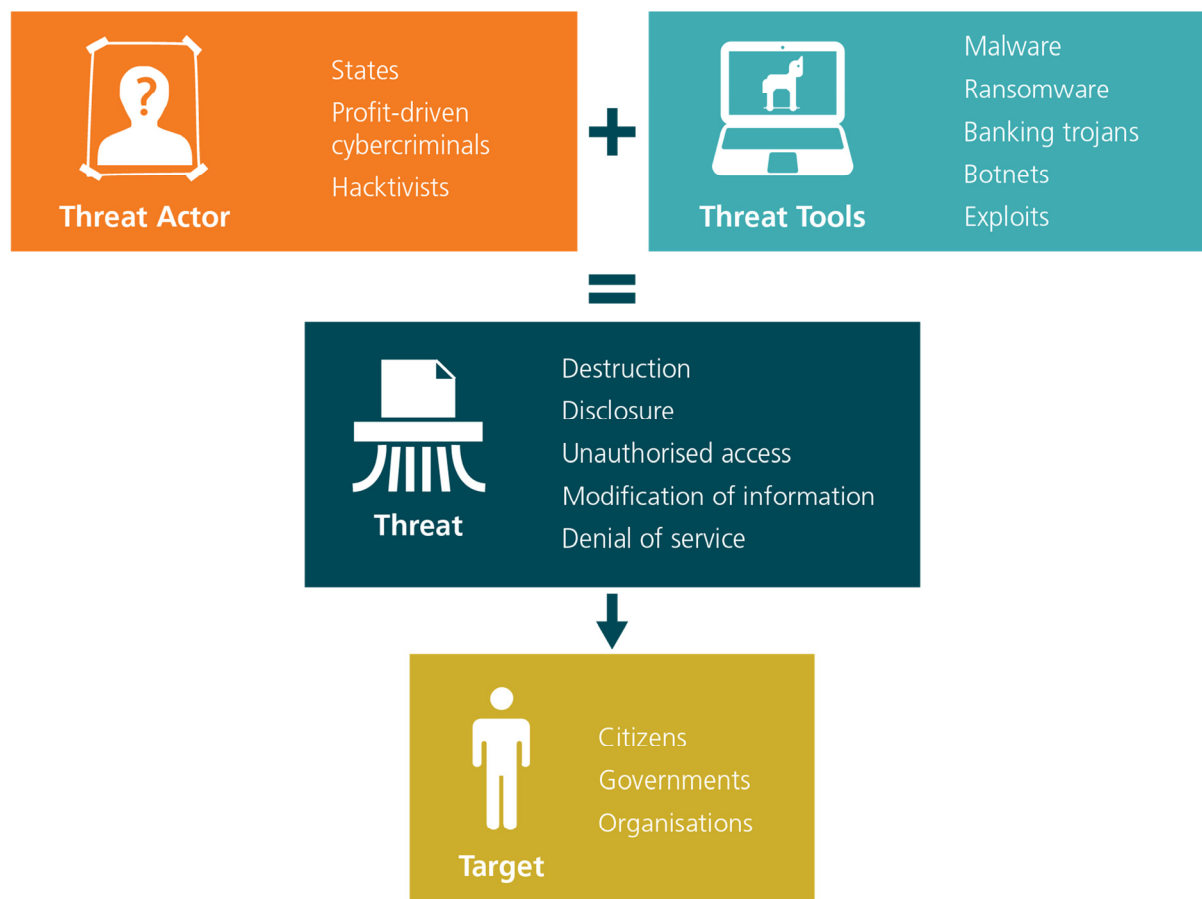 ?
States
Profit-driven
cybercriminals
Hacktivists
Threat Actor
+
Malware
Ransomware
Banking trojans
Botnets
Exploits
Threat Tools
=
Destruction
Disclosure
Unauthorised access
Modification of information
Denial of service
Threat
Citizens
Governments
Organisations
Target